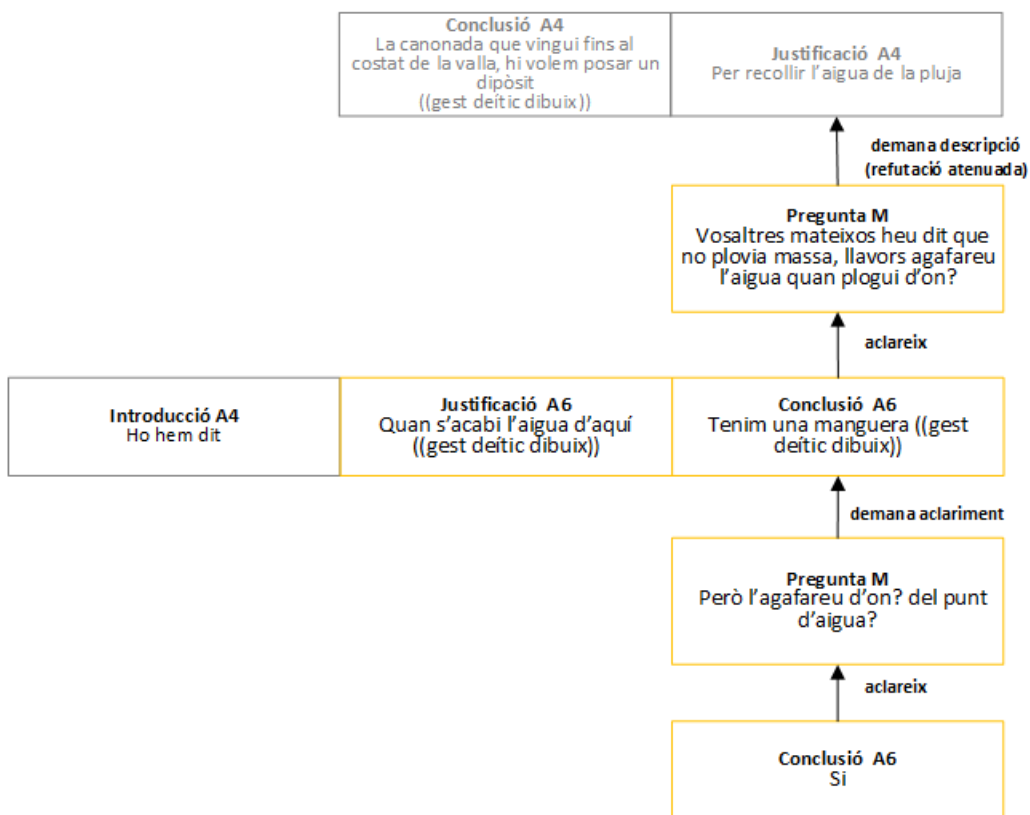 Conclusió A4
La canonada que vingui fins al
costat de la valla, hi volem posar un
dipòsit
((gest deític dibuix))
Justificació A4
Per recollir l'aigua de la pluja
demana descripció
(refutació atenuada)
Pregunta M
Vosaltres mateixos heu dit que
no plovia massa, llavors agafareu
l'aigua quan plogui d'on?
aclareix
Introducció A4
Ho hem dit
Justificació A6
Quan s'acabi l'aigua d'aquí
((gest deític dibuix))
Conclusió A6
Tenim una manguera ((gest
deític dibuix))
demana aclariment
Pregunta M
Però l'agafareu d'on? del punt
d'aigua?
aclareix
Conclusió A6
Si